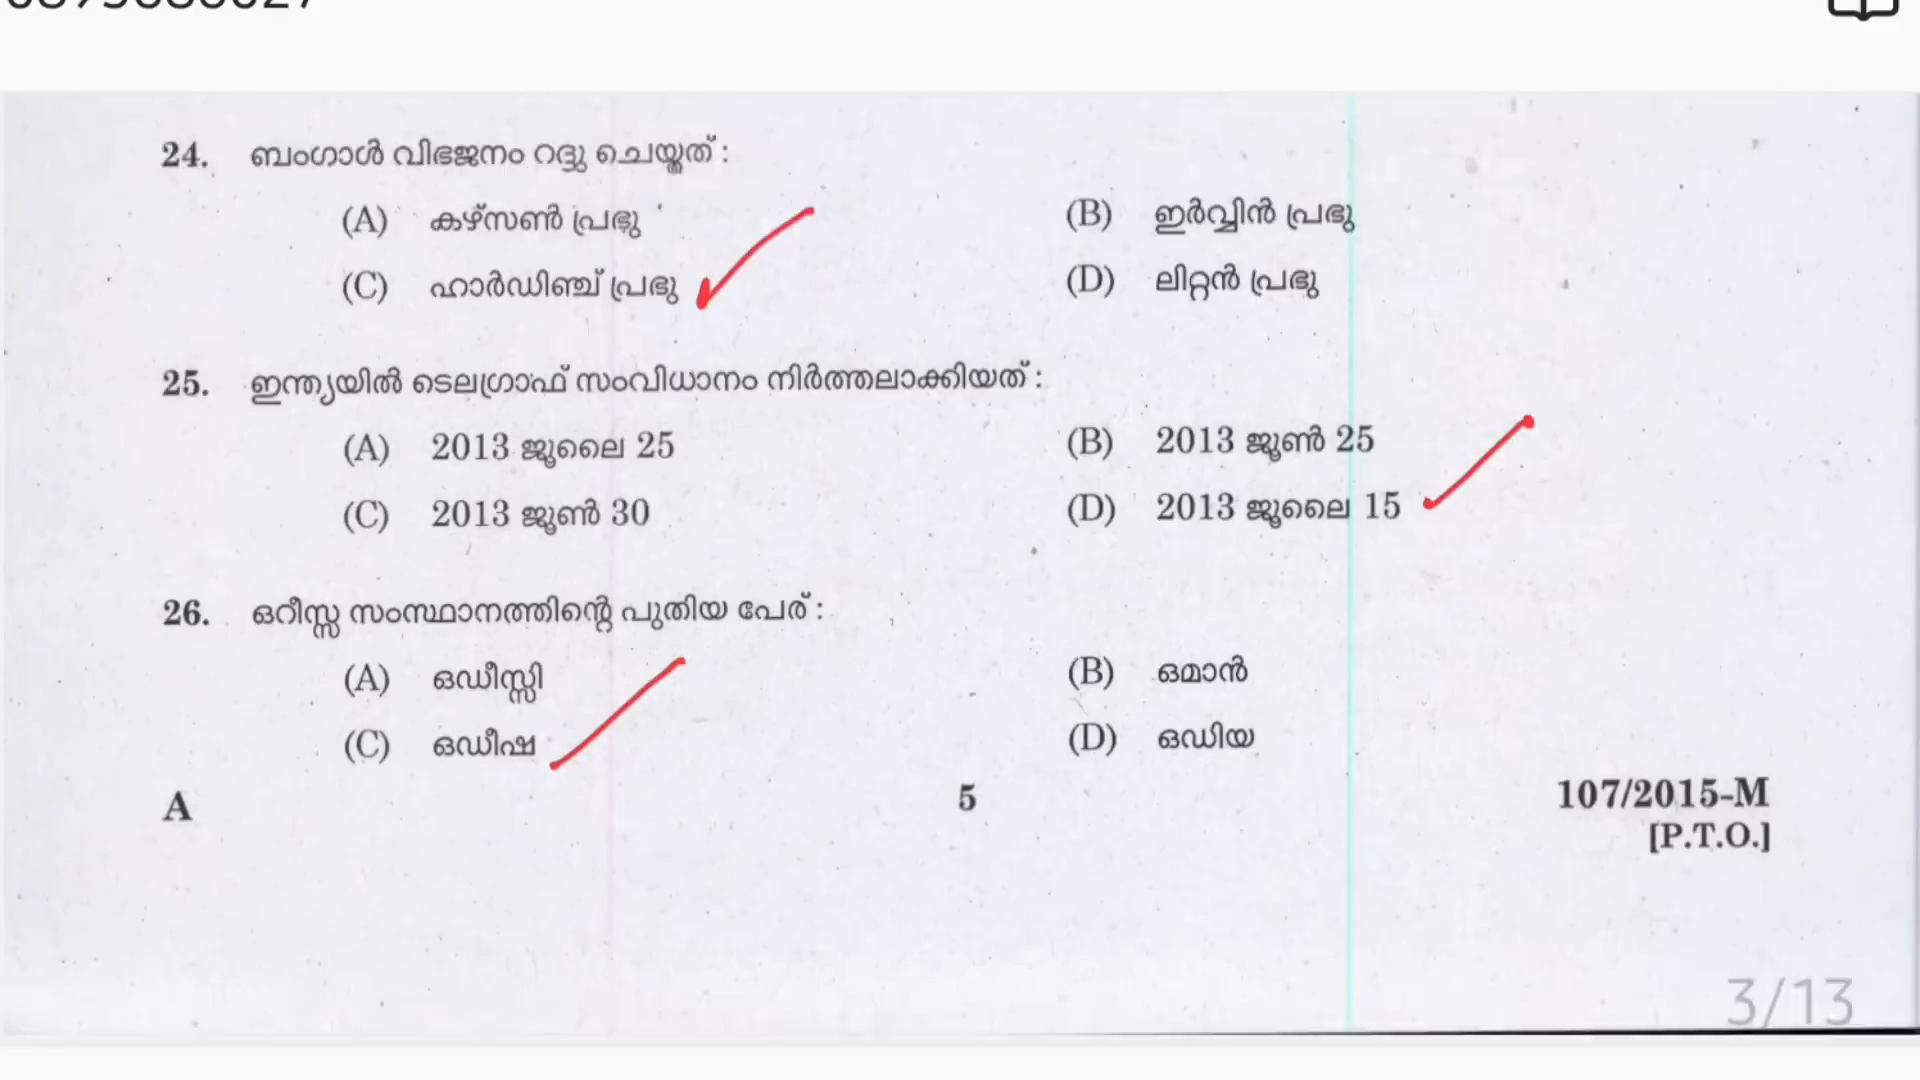 24. ബംഗാൾ വിഭജനം റദ്ദു ചെയ്തത് :
(A) കഴ്സൺ പ്രഭു (B) ഇർവ്വിൻ പ്രഭു
(C) ഹാർഡിഞ്ച് പ്രഭു (D) ലിറ്റൻ പ്രഭു
25. ഇന്ത്യയിൽ ടെലഗ്രാഫ് സംവിധാനം നിർത്തലാക്കിയത് :
(A) 2013 ജൂലൈ 25 (B) 2013 ജൂൺ 25
(C) 2013 ജൂൺ 30 (D) 2013 ജൂലൈ 15
26. ഒറീസ്സ സംസ്ഥാനത്തിന്റെ പുതിയ പേര് :
(A) ഒഡീസ്സി (B) ഒമാൻ
(C) ഒഡീഷ (D) ഒഡിയ
A 5 107/2015-M
[P.T.O.]
3/13